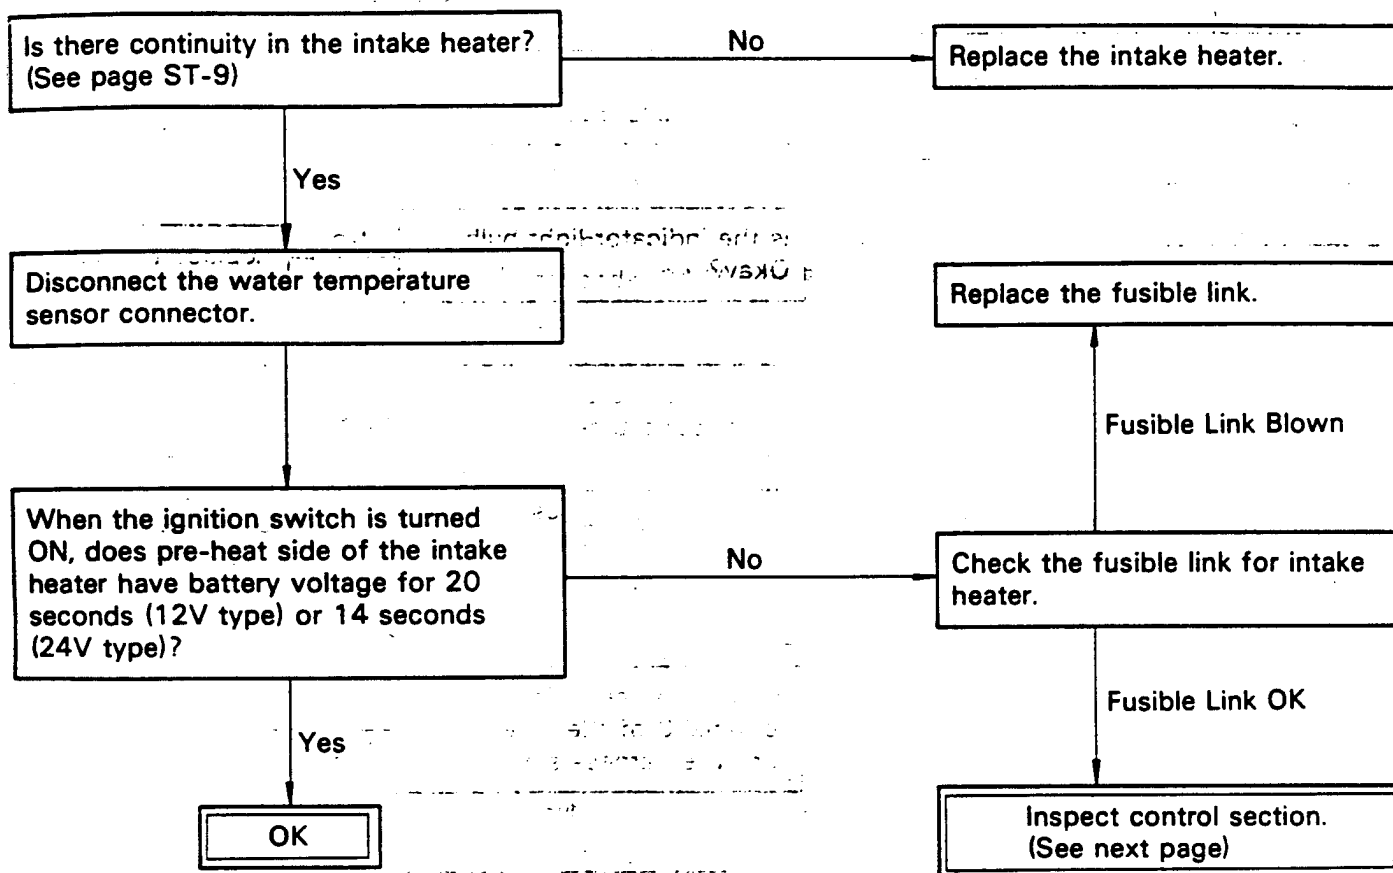 Is there continuity in the intake heater?
(See page ST-9)
No
Replace the intake heater.
Yes
Disconnect the water temperature
sensor connector.
Replace the fusible link.
Fusible Link Blown
When the ignition switch is turned
ON, does pre-heat side of the intake
heater have battery voltage for 20
seconds (12V type) or 14 seconds
(24V type)?
No
Check the fusible link for intake
heater.
Fusible Link OK
Yes
OK
Inspect control section.
(See next page)